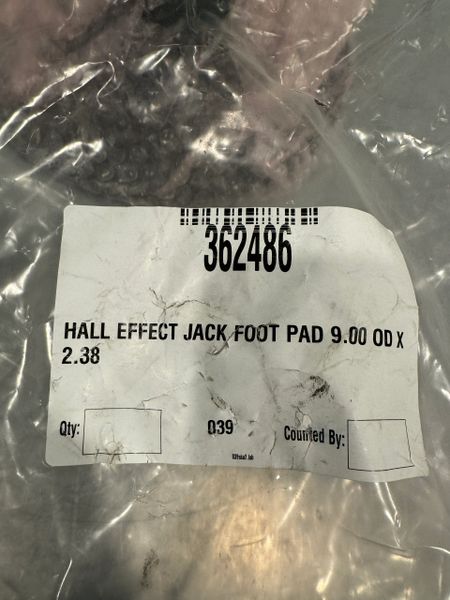 362486
HALL EFFECT JACK FOOT PAD 9.00 OD X
2.38
Qty:
039
Counted By: